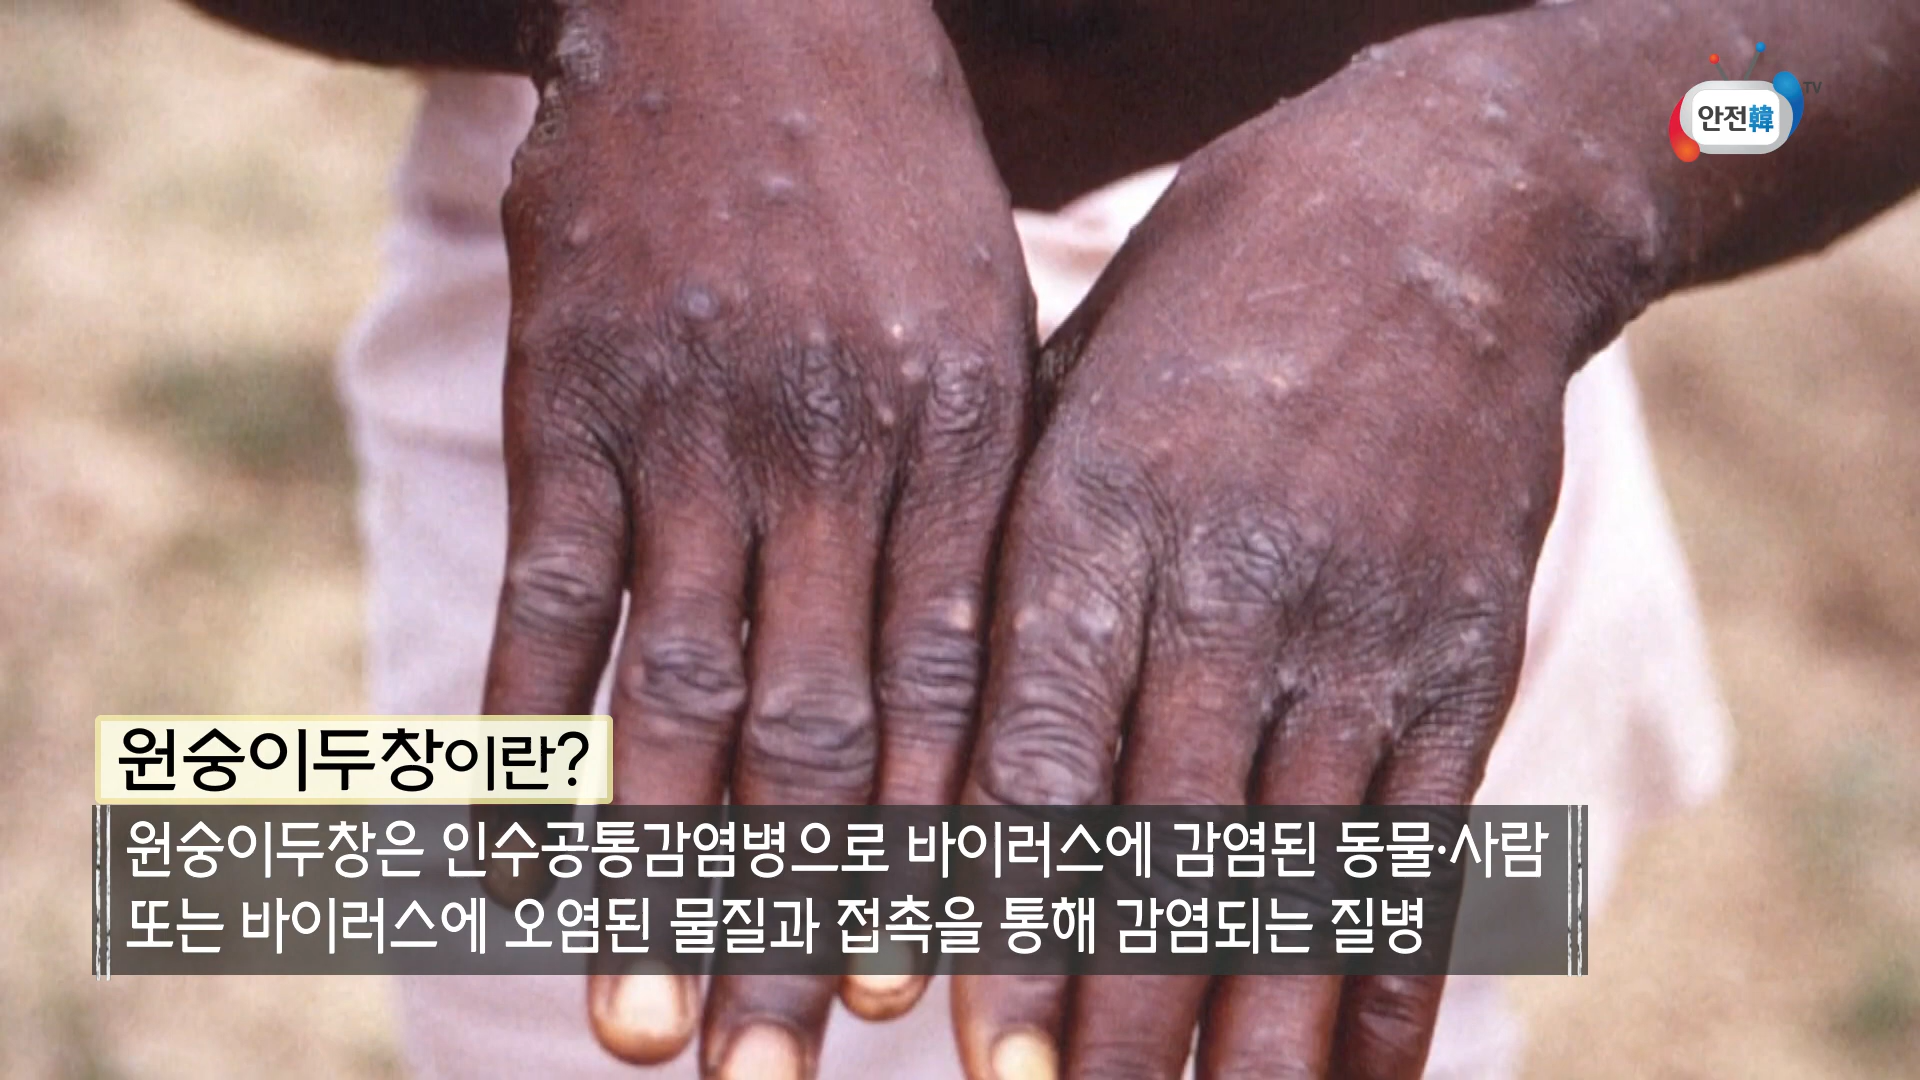 안전韓
TV
원숭이두창이란?
원숭이두창은 인수공통감염병으로 바이러스에 감염된 동물·사람
또는 바이러스에 오염된 물질과 접촉을 통해 감염되는 질병